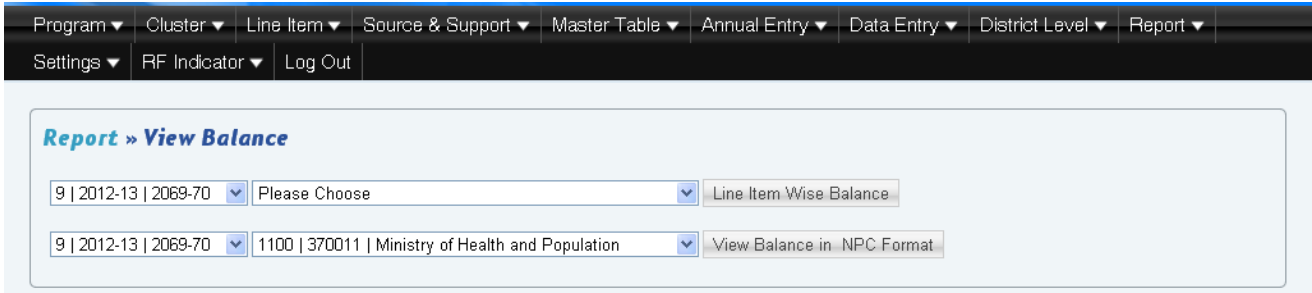 Program ▼ Cluster ▼ Line Item ▼ Source & Support ▼ Master Table ▼ Annual Entry ▼ Data Entry ▼ District Level ▼ Report ▼
Settings ▼ RF Indicator ▼ Log Out
Report » View Balance
9 | 2012-13 | 2069-70 Please Choose Line Item Wise Balance
9 | 2012-13 | 2069-70 1100 | 370011 | Ministry of Health and Population View Balance in NPC Format